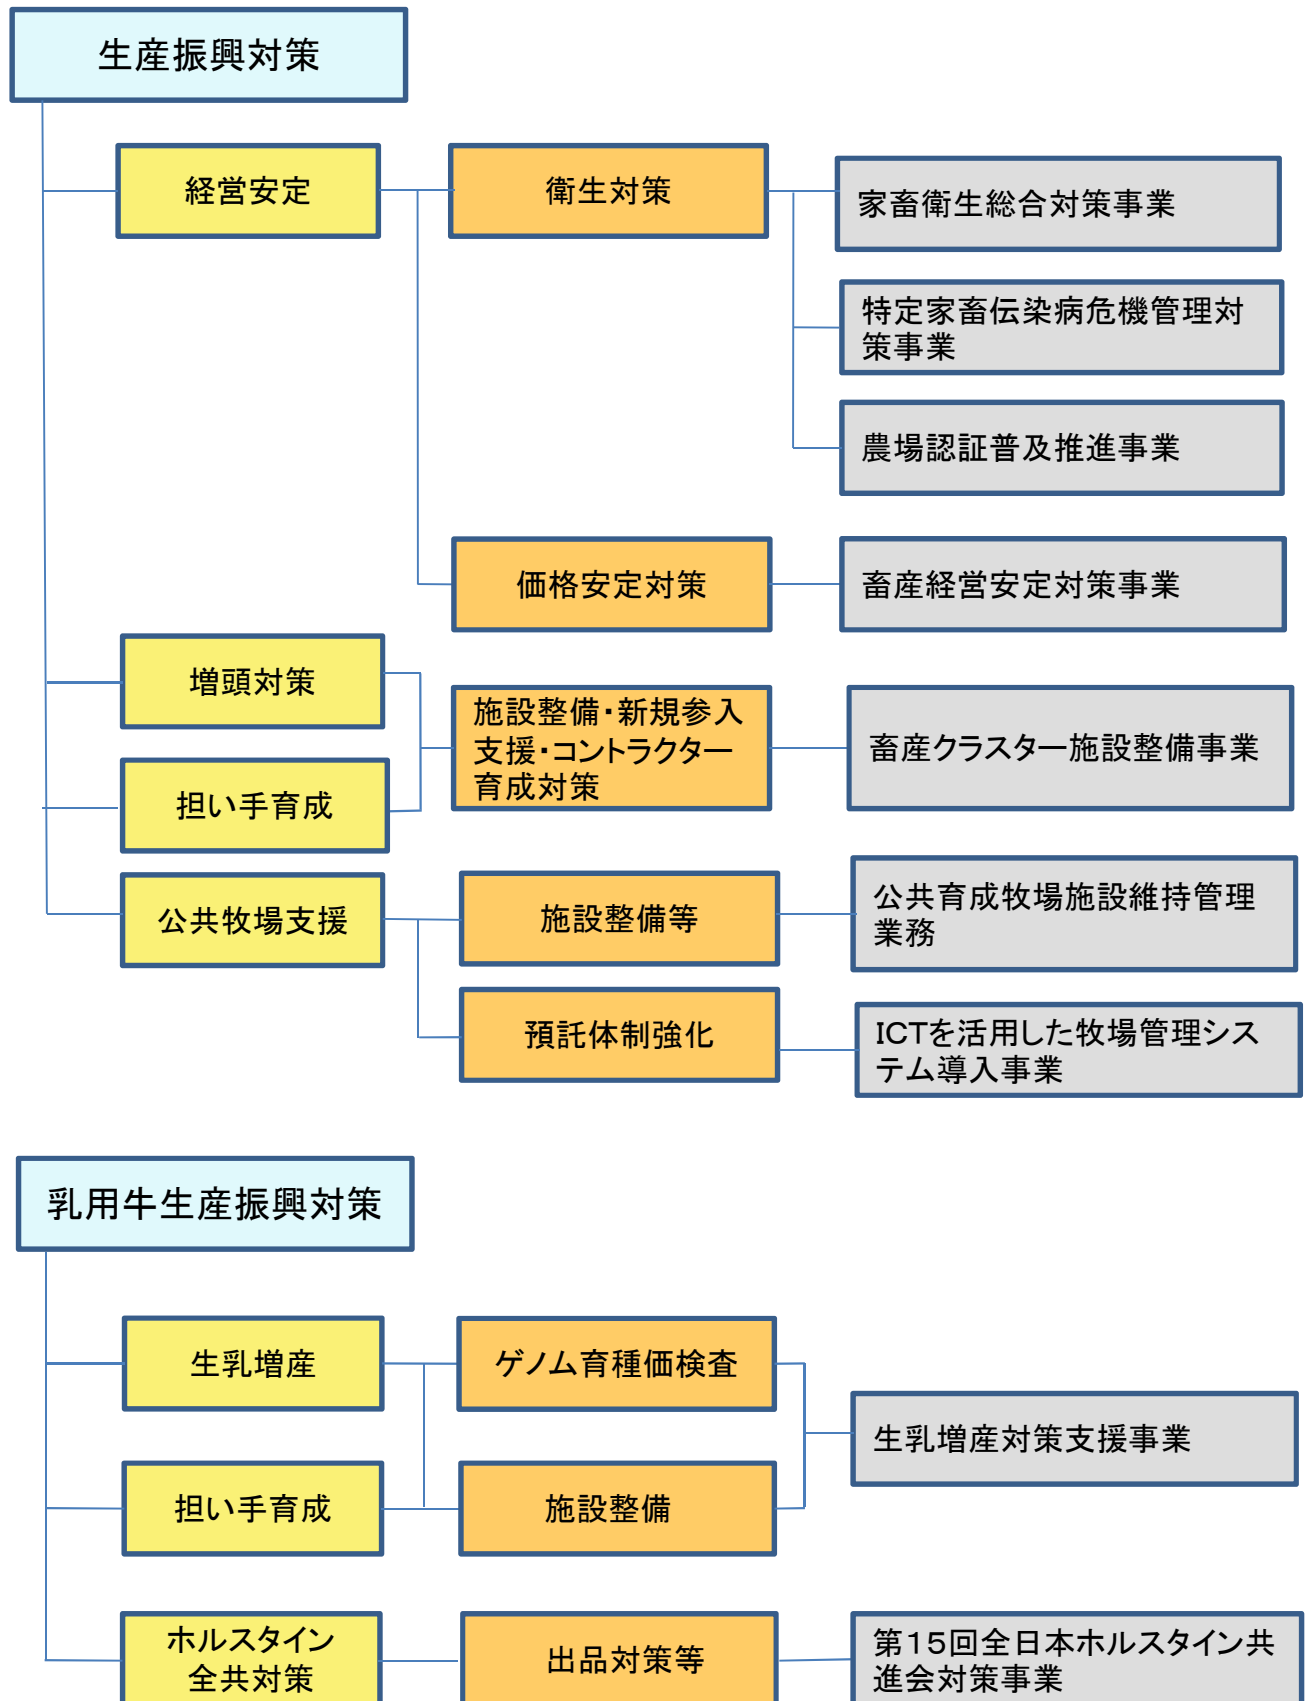 生産振興対策
経営安定
衛生対策
家畜衛生総合対策事業
特定家畜伝染病危機管理対
策事業
農場認証普及推進事業
価格安定対策
畜産経営安定対策事業
増頭対策
担い手育成
施設整備・新規参入
支援・コントラクター
育成対策
畜産クラスター施設整備事業
公共牧場支援
施設整備等
公共育成牧場施設維持管理
業務
預託体制強化
ICTを活用した牧場管理シス
テム導入事業
乳用牛生産振興対策
生乳増産
ゲノム育種価検査
生乳増産対策支援事業
担い手育成
施設整備
ホルスタイン
全共対策
出品対策等
第15回全日本ホルスタイン共
進会対策事業